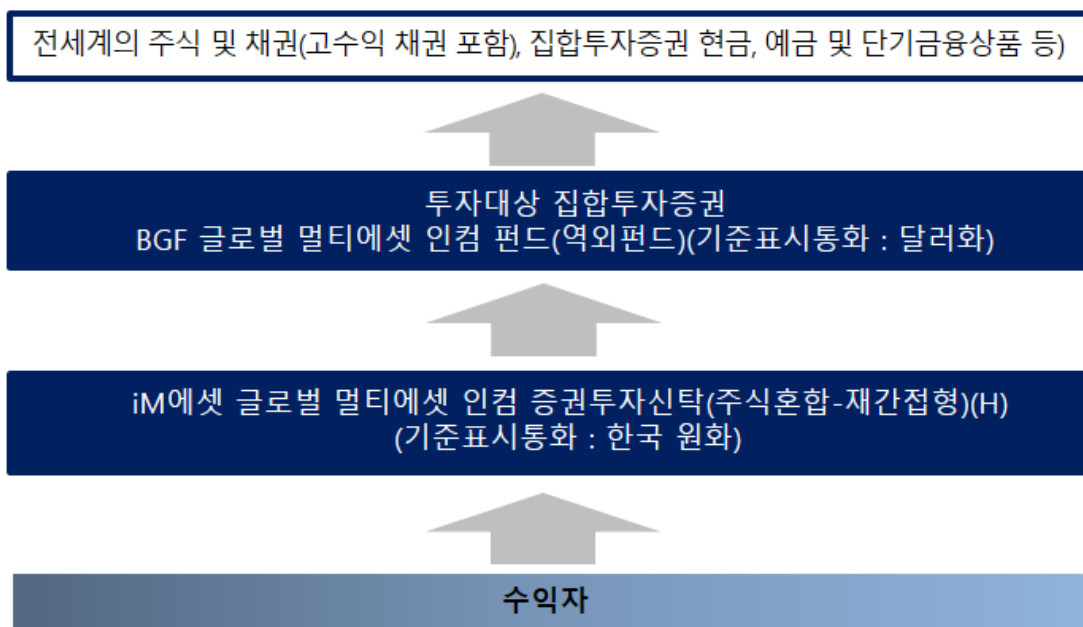 전세계의 주식 및 채권(고수익 채권 포함), 집합투자증권 현금, 예금 및 단기금융상품 등)
투자대상 집합투자증권
BGF 글로벌 멀티에셋 인컴 펀드(역외펀드)(기준표시통화 : 달러화)
iM에셋 글로벌 멀티에셋 인컴 증권투자신탁(주식혼합-재간접형)(H)
(기준표시통화 : 한국 원화)
수익자